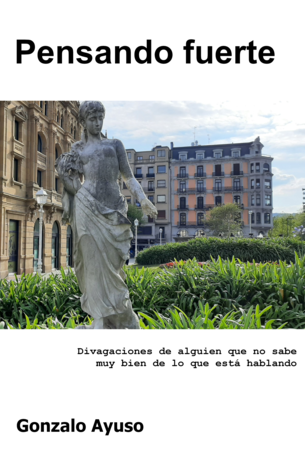 Pensando fuerte
Divagaciones de alguien que no sabe
muy bien de lo que está hablando
Gonzalo Ayuso